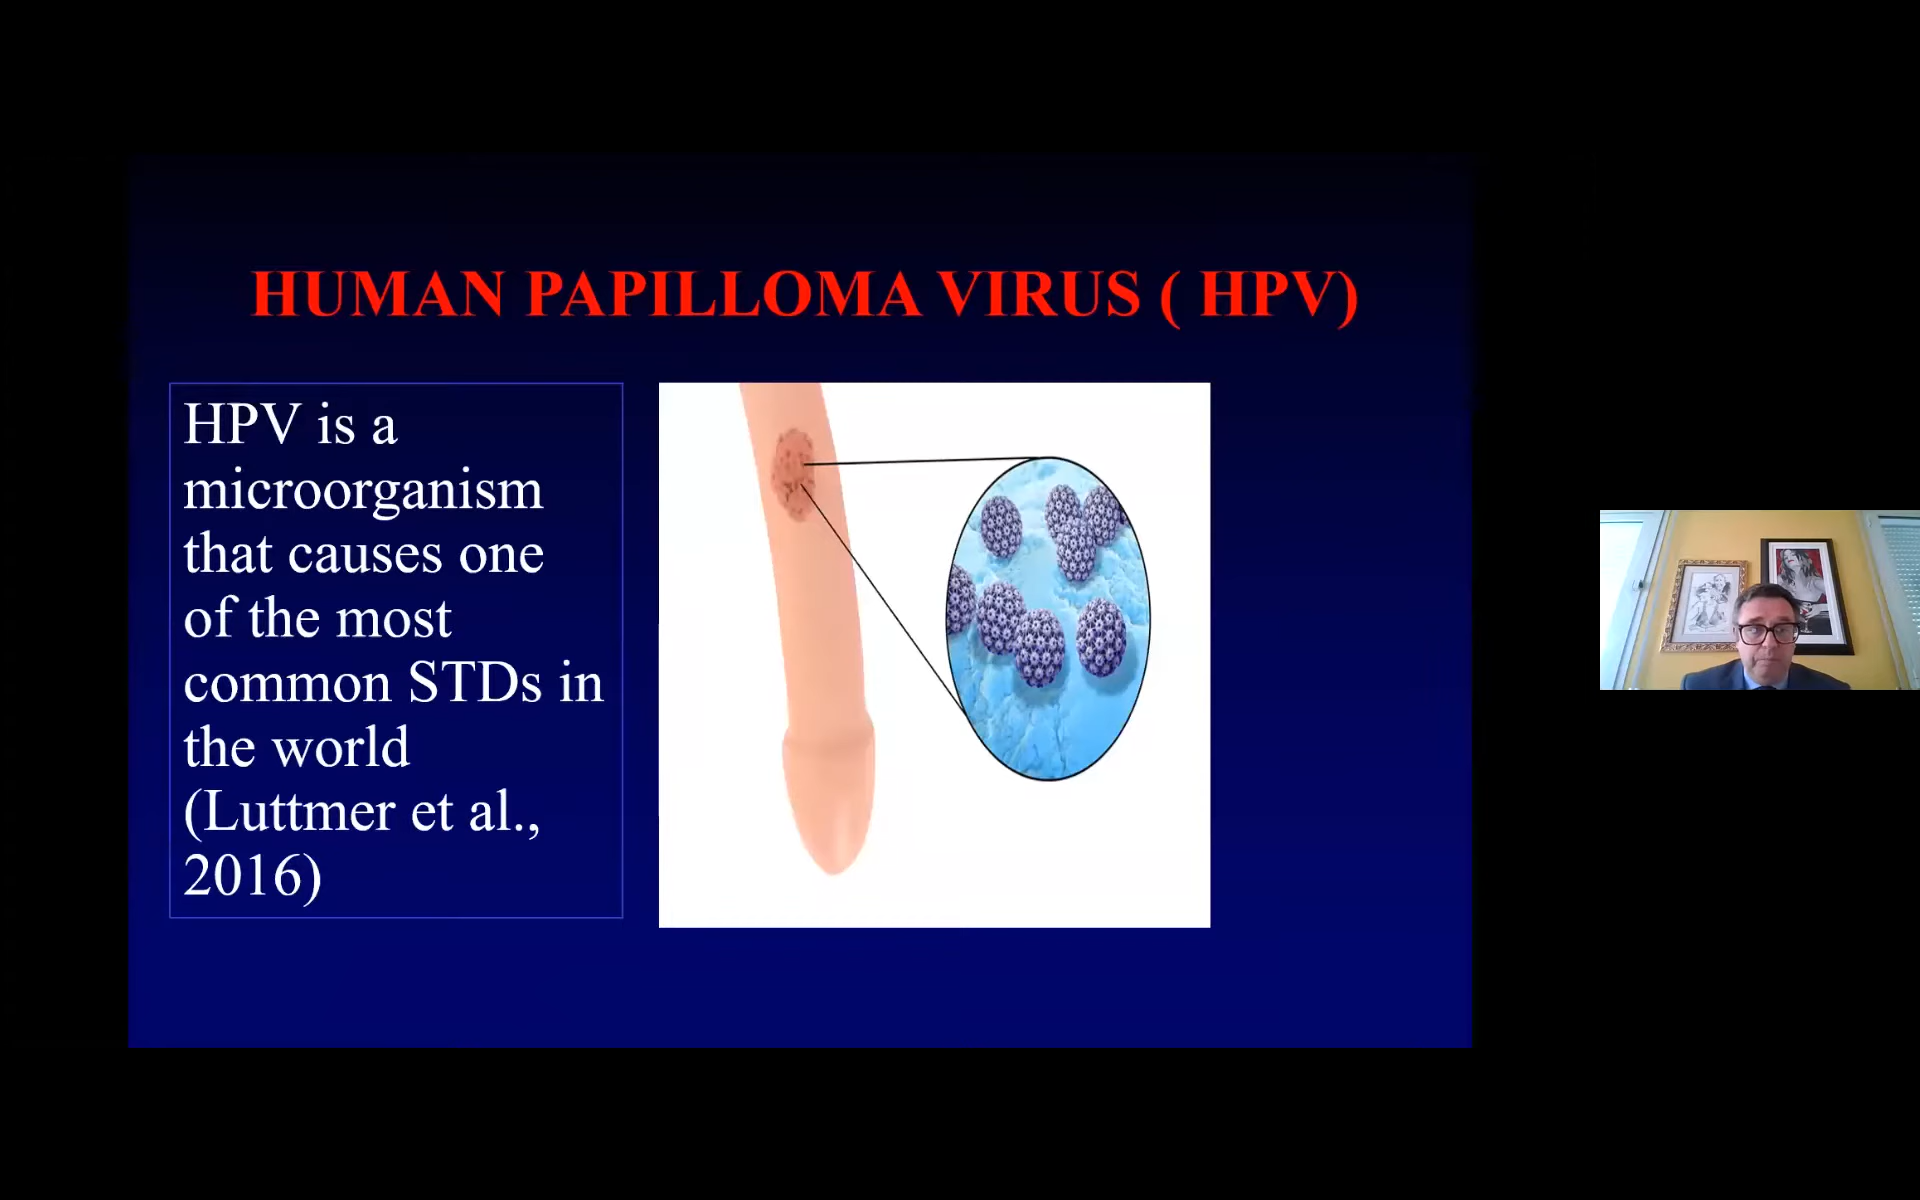 HUMAN PAPILLOMA VIRUS ( HPV)
HPV is a
microorganism
that causes one
of the most
common STDs in
the world
(Luttmer et al.,
2016)